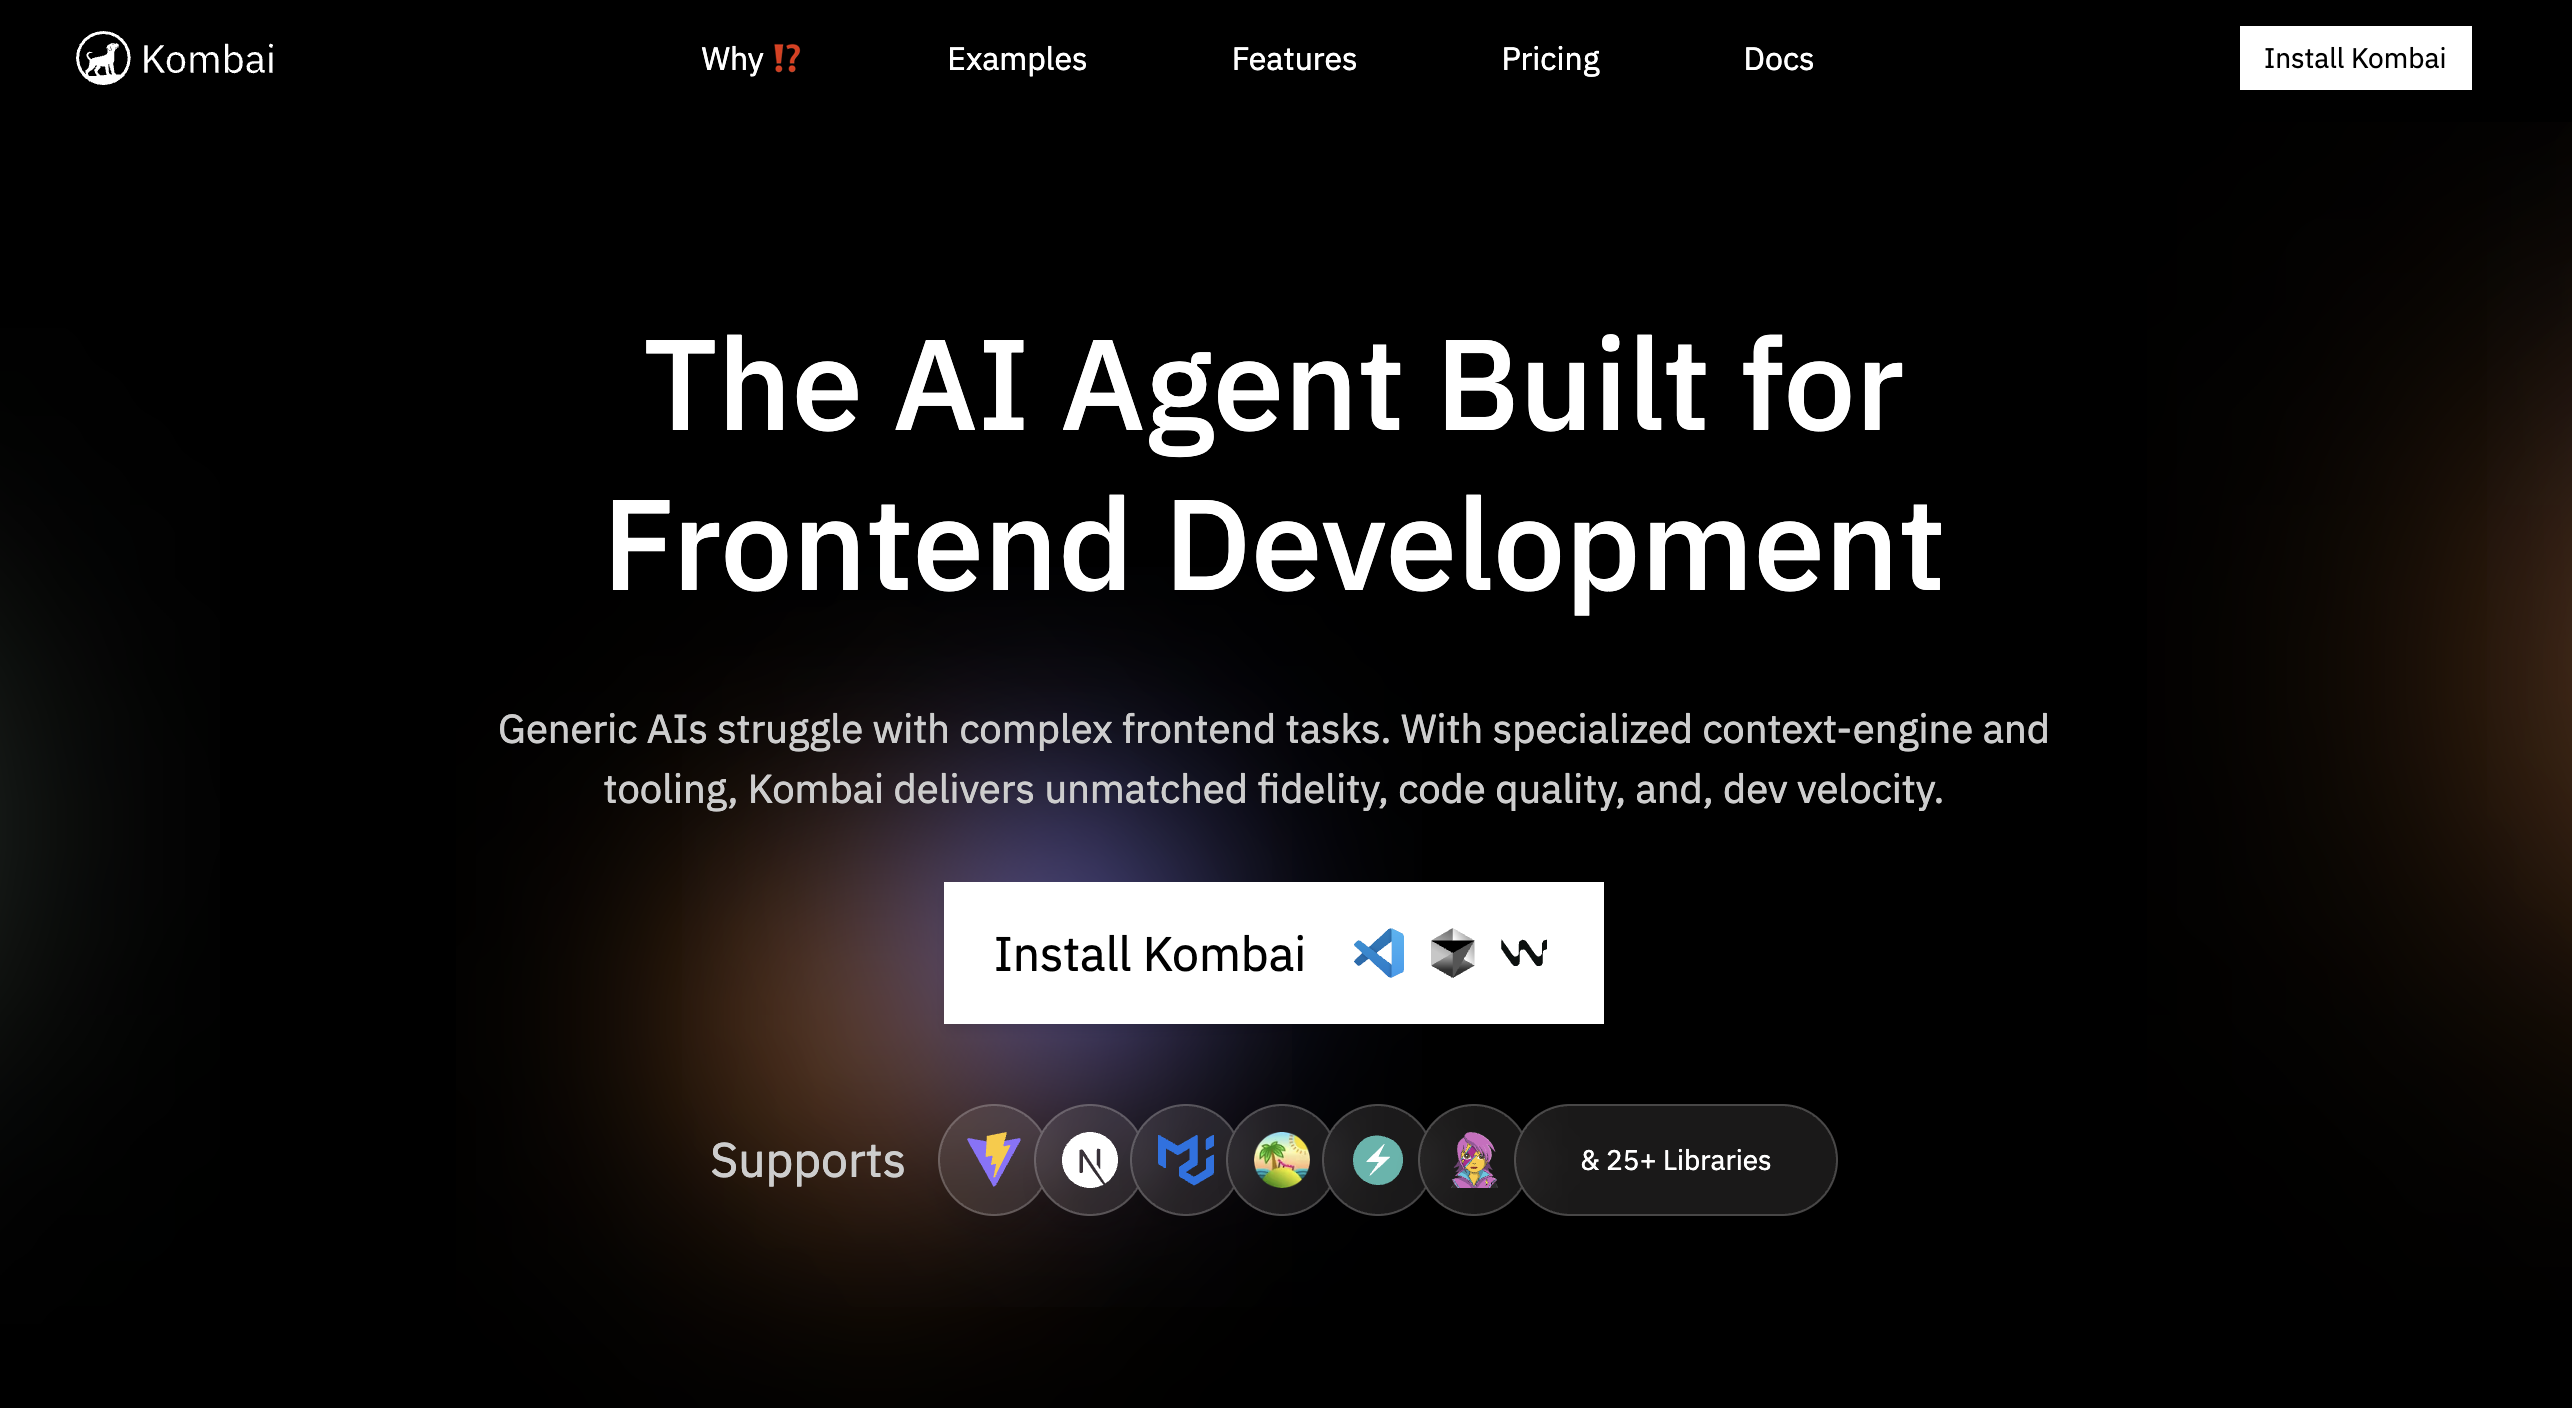 Kombai
Why ⁉️
Examples
Features
Pricing
Docs
Install Kombai
The AI Agent Built for
Frontend Development
Generic AIs struggle with complex frontend tasks. With specialized context-engine and
tooling, Kombai delivers unmatched fidelity, code quality, and, dev velocity.
Install Kombai
Supports
& 25+ Libraries